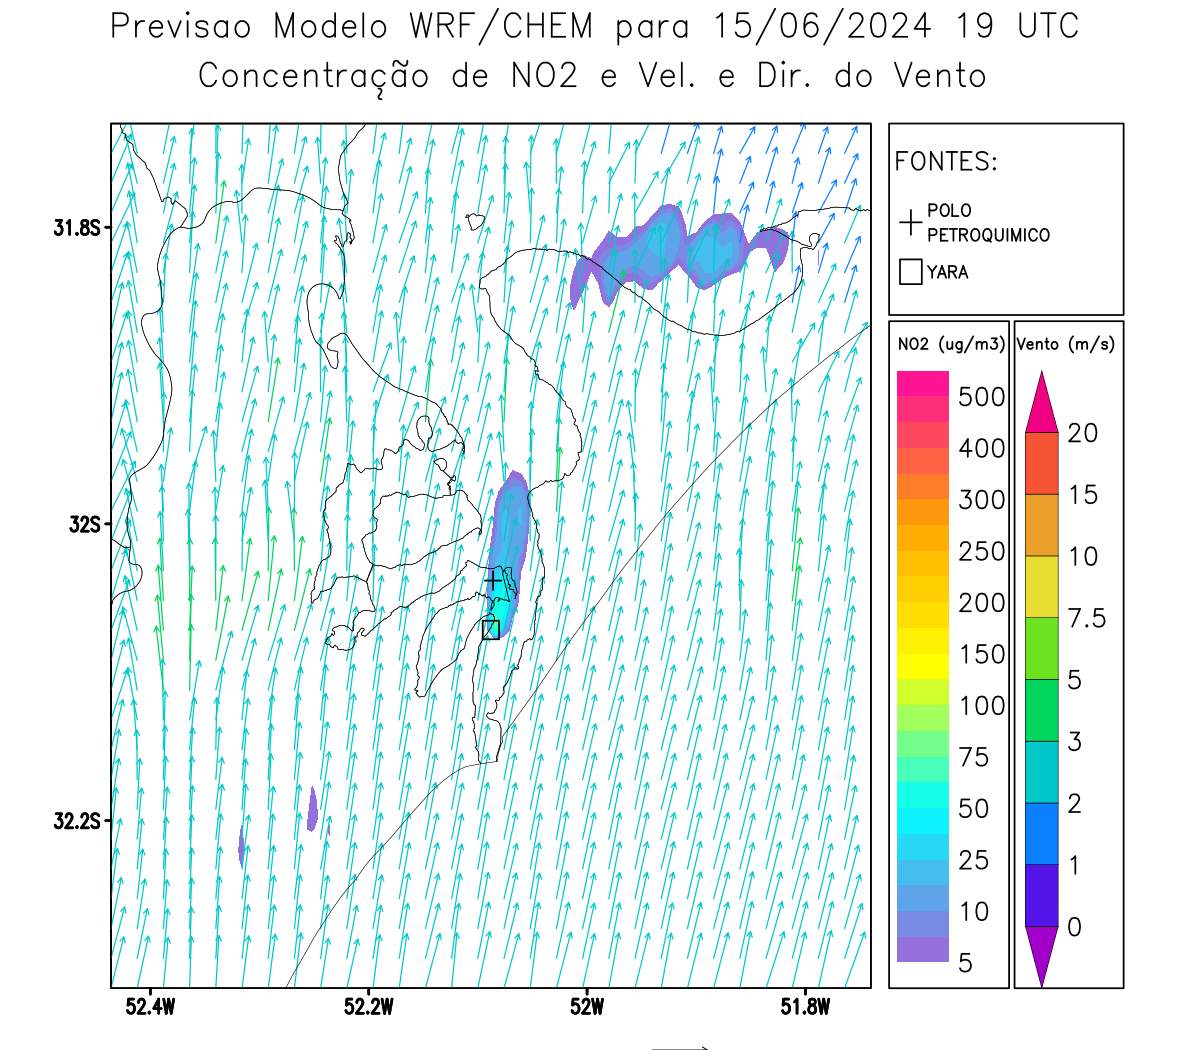 Previsao Modelo WRF/CHEM para 15/06/2024 19 UTC
Concentração de NO2 e Vel. e Dir. do Vento
FONTES:
POLO
PETROQUIMICO
YARA
31.8S
32S
32.2S
52.4W
52.2W
52W
51.8W
NO2 (ug/m3)
500
400
300
250
200
150
100
75
50
25
10
5
Vento (m/s)
20
15
10
7.5
5
3
2
1
0